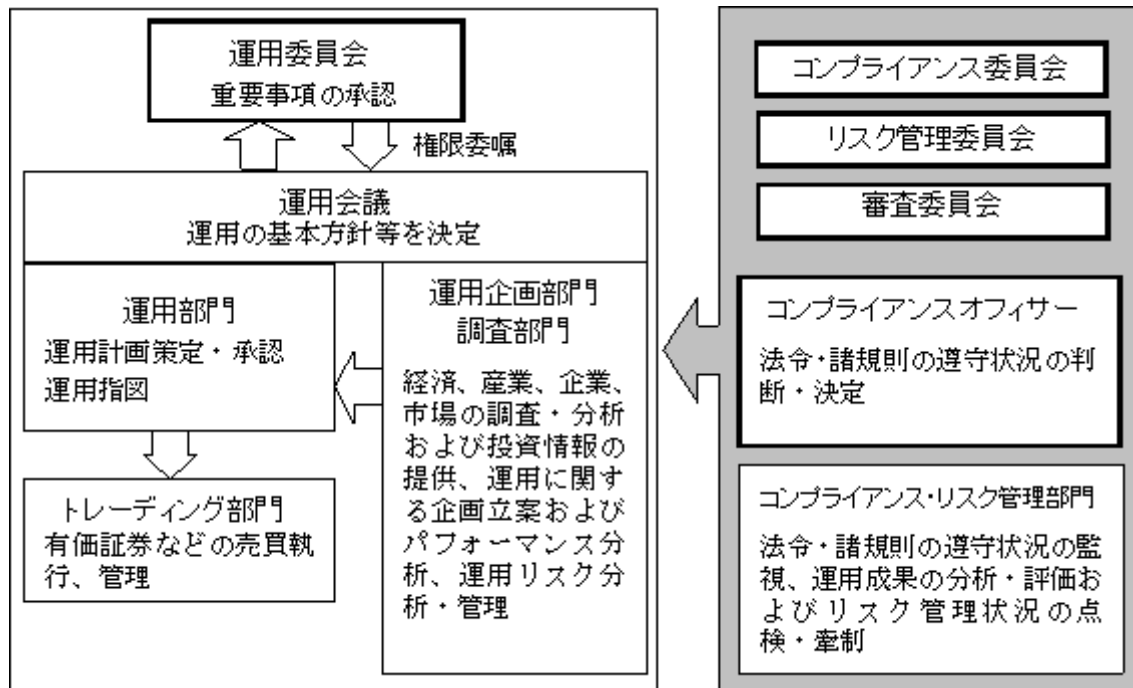 運用委員会
重要事項の承認
権限委嘱
運用会議
運用の基本方針等を決定
運用部門
運用計画策定・承認
運用指図
トレーディング部門
有価証券などの売買執
行、管理
運用企画部門
調査部門
経済、産業、企業、
市場の調査・分析
および投資情報の
提供、運用に関す
る企画立案および
パフォーマンス分
析、運用リスク分
析・管理
コンプライアンス委員会
リスク管理委員会
審査委員会
コンプライアンスオフィサー
法令・諸規則の遵守状況の判
断・決定
コンプライアンス・リスク管理部門
法令・諸規則の遵守状況の監
視、運用成果の分析・評価お
よびリスク管理状況の点
検・牽制